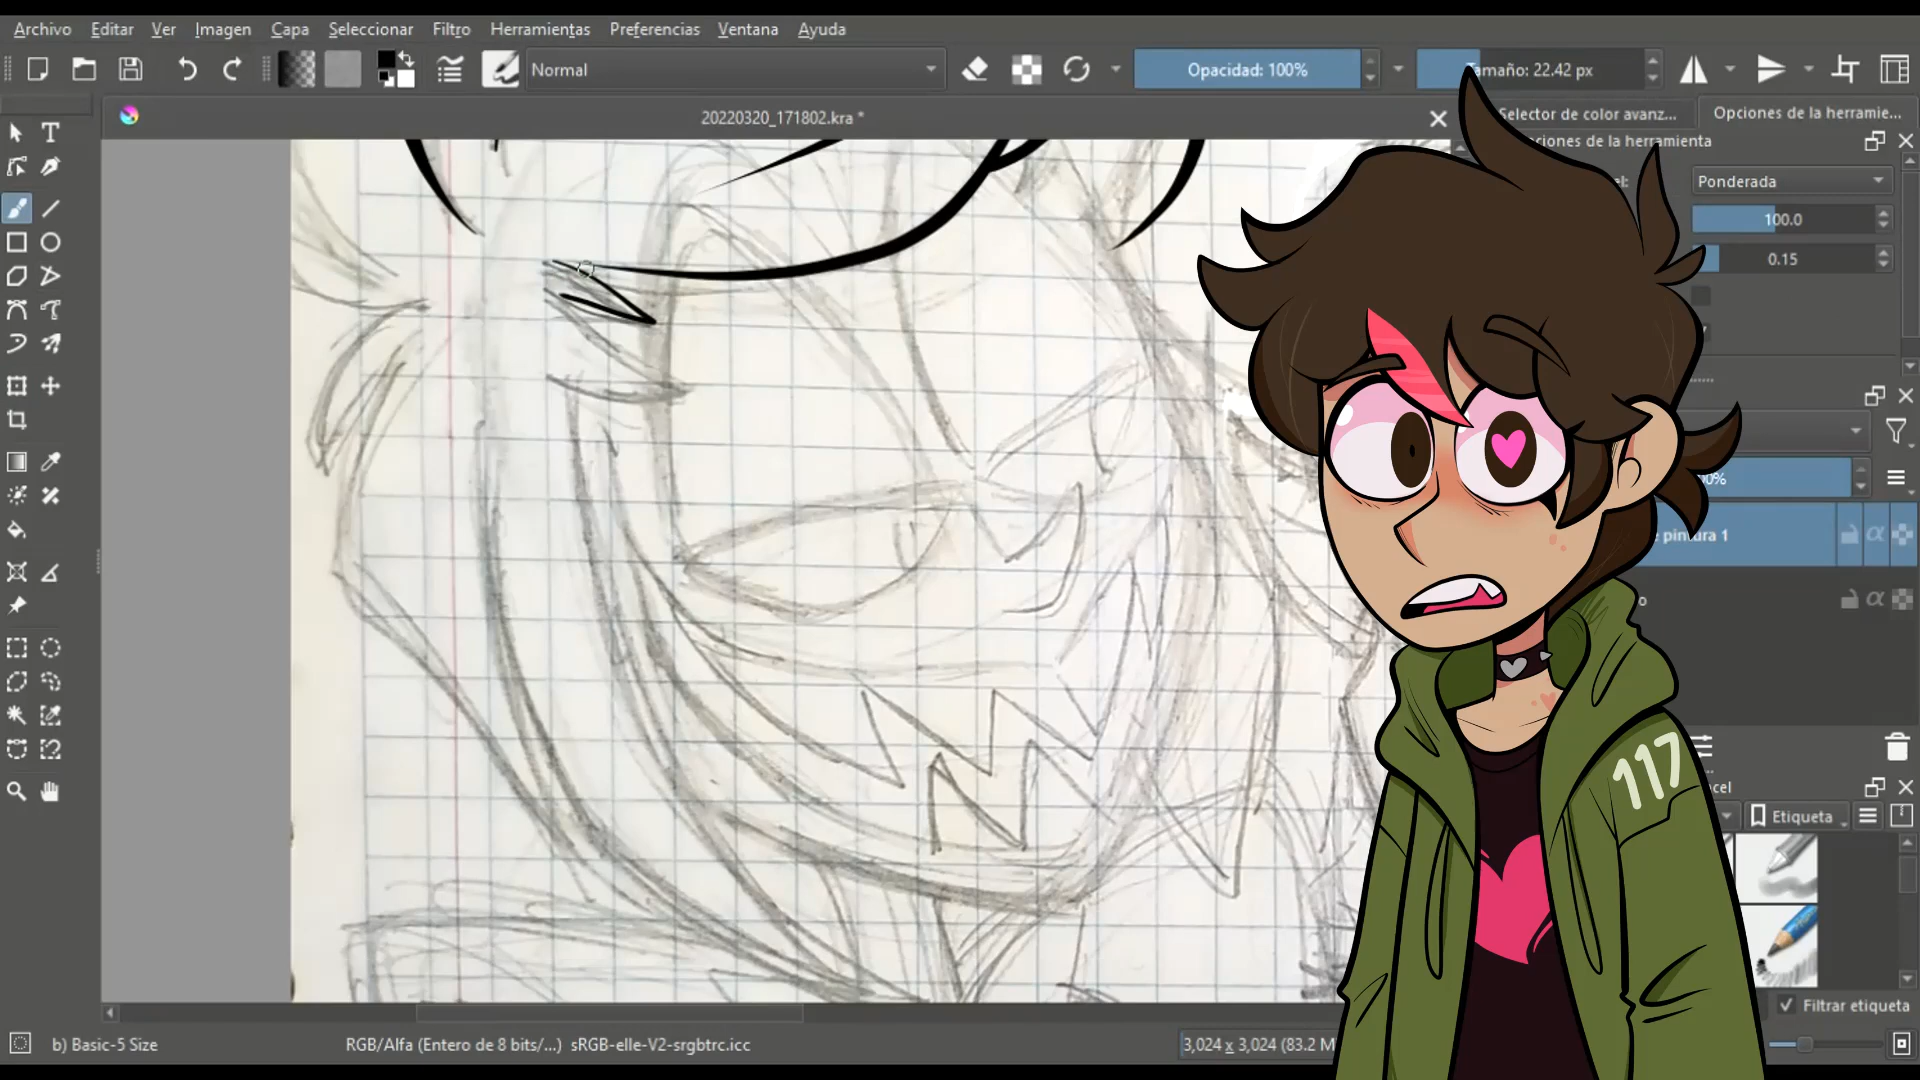 Archivo Editar Ver Imagen Capa Seleccionar Filtro Herramientas Preferencias Ventana Ayuda
Normal
Opacidad: 100%
Tamaño: 22.42 px
20220320_171802.kra *
Selector de color avanz...
Opciones de la herramie...
ciones de la herramienta
Ponderada
100.0
0.15
pintura 1
117
Etiqueta
Filtrar etiqueta
b) Basic-5 Size
RGB/Alfa (Entero de 8 bits/...) sRGB-elle-V2-srgbtrc.icc
3,024 x 3,024 (83.2 M